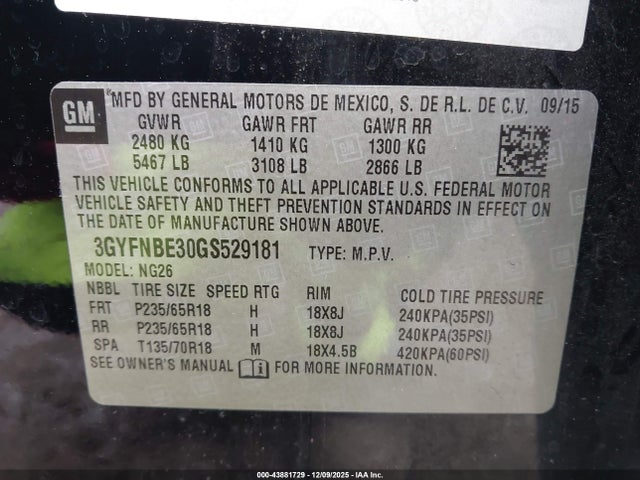 GM
*MFD BY GENERAL MOTORS DE MEXICO, S. DE R.L. DE C.V. 09/15
GVWR GAWR FRT GAWR RR
2480 KG 1410 KG 1300 KG
5467 LB 3108 LB 2866 LB
THIS VEHICLE CONFORMS TO ALL APPLICABLE U.S. FEDERAL MOTOR
VEHICLE SAFETY AND THEFT PREVENTION STANDARDS IN EFFECT ON
THE DATE OF MANUFACTURE SHOWN ABOVE.
3GYFNBE30GS529181 TYPE: M.P.V.
MODEL: NG26
NBBL TIRE SIZE SPEED RTG RIM COLD TIRE PRESSURE
FRT P235/65R18 H 18X8J 240KPA(35PSI)
RR P235/65R18 H 18X8J 240KPA(35PSI)
SPA T135/70R18 M 18X4.5B 420KPA(60PSI)
SEE OWNER'S MANUAL FOR MORE INFORMATION.
000-43881729 - 12/09/2025 - IAA Inc.